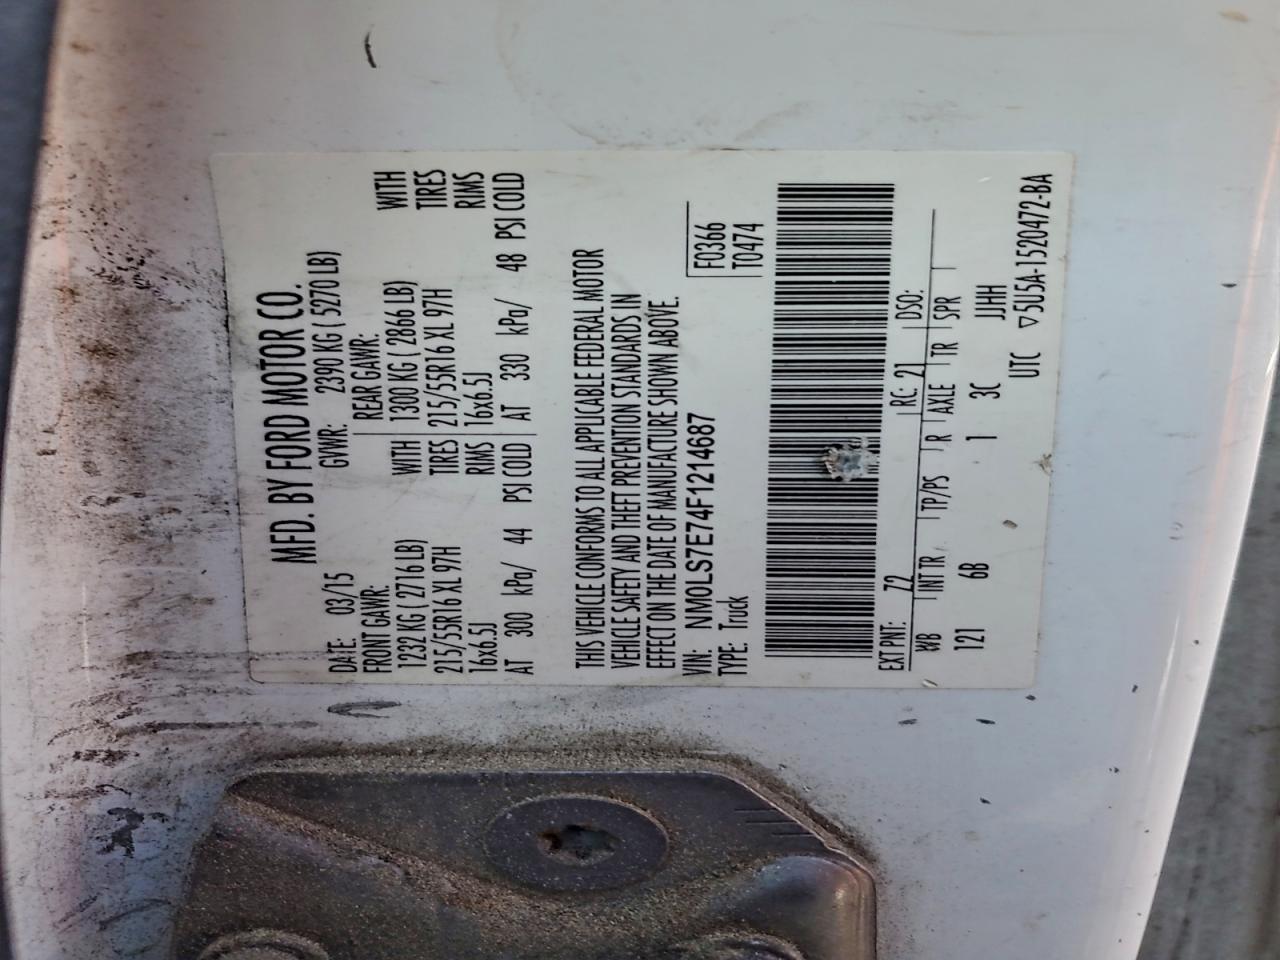 MFD. BY FORD MOTOR CO.
DATE: 03/15 GVWR: 2390 KG ( 5270 LB)
FRONT GAWR: REAR GAWR:
1232 KG ( 2716 LB) WITH 1300 KG ( 2866 LB) WITH
215/55R16 XL 97H TIRES 215/55R16 XL 97H TIRES
16x6.5J RIMS 16x6.5J RIMS
AT 300 kPa/ 44 PSI COLD AT 330 kPa/ 48 PSI COLD
THIS VEHICLE CONFORMS TO ALL APPLICABLE FEDERAL MOTOR
VEHICLE SAFETY AND THEFT PREVENTION STANDARDS IN
EFFECT ON THE DATE OF MANUFACTURE SHOWN ABOVE.
VIN: NM0LS7E74F1214687 F0366
TYPE: Truck T0474
EXT PNT: 72 RC: 21 DSO:
WB INT TR TP/PS R AXLE TR SPR
121 6B 1 3C JJHH
UTC ▽5U5A-1520472-BA